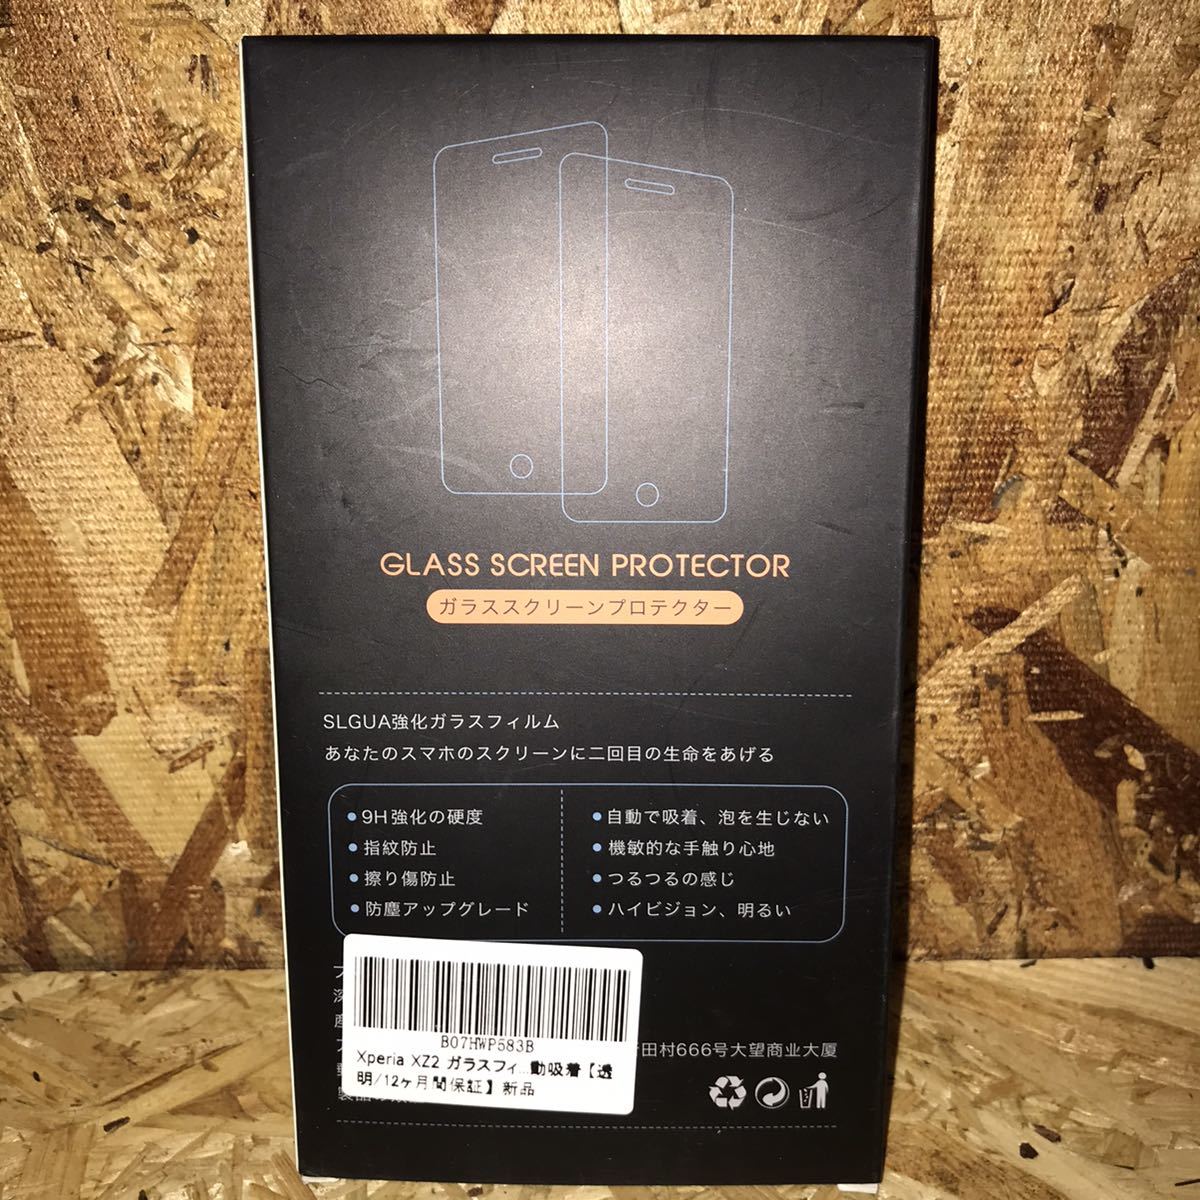 GLASS SCREEN PROTECTOR
ガラススクリーンプロテクター
SLGUA強化ガラスフィルム
あなたのスマホのスクリーンに二回目の生命をあげる
• 9H強化の硬度
• 指紋防止
• 擦り傷防止
• 防塵アップグレード
• 自動で吸着、泡を生じない
• 機敏的な手触り心地
• つるつるの感じ
• ハイビジョン、明るい
田村666号大望商业大厦
B07HWP583B
Xperia XZ2 ガラスフィ...動吸着【透
明/12ヶ月間保証】新品